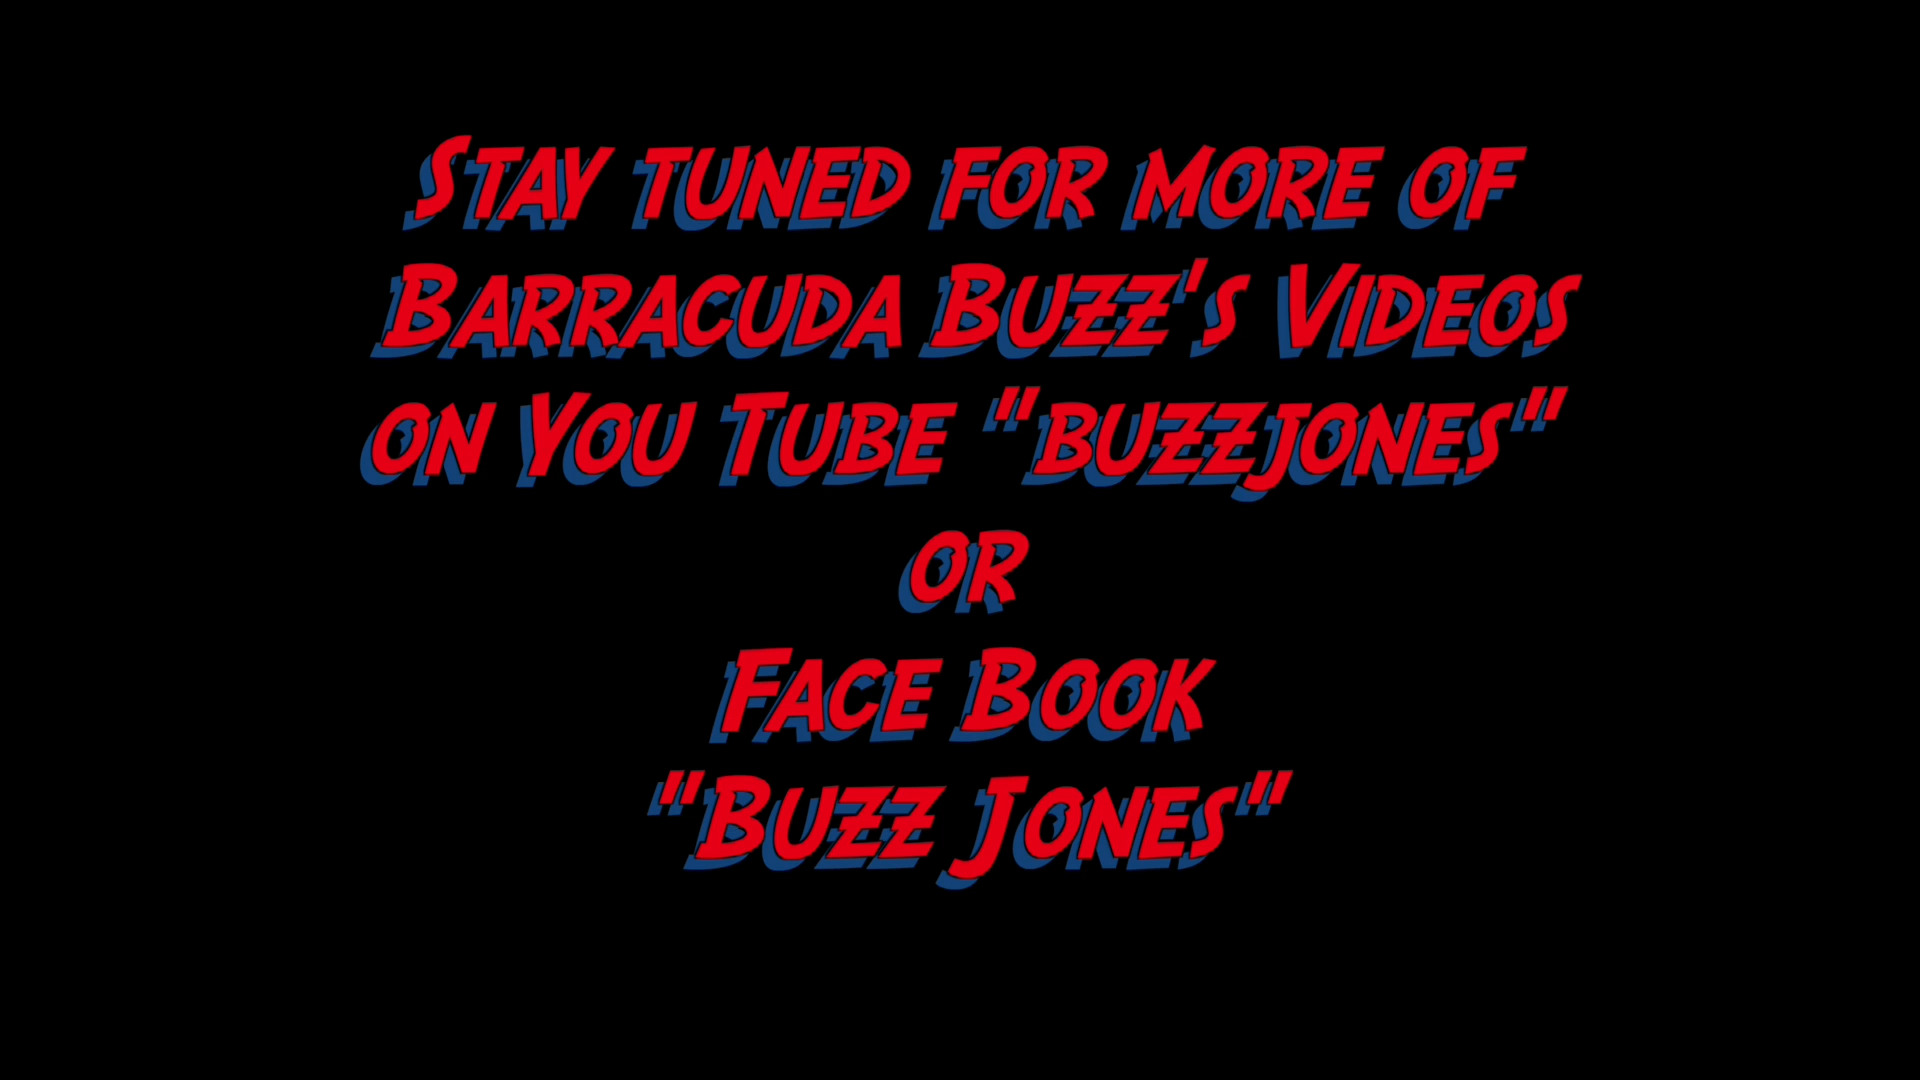 Stay tuned for more of
Barracuda Buzz's Videos
on You Tube "buzzjones"
or
Face Book
"Buzz Jones"